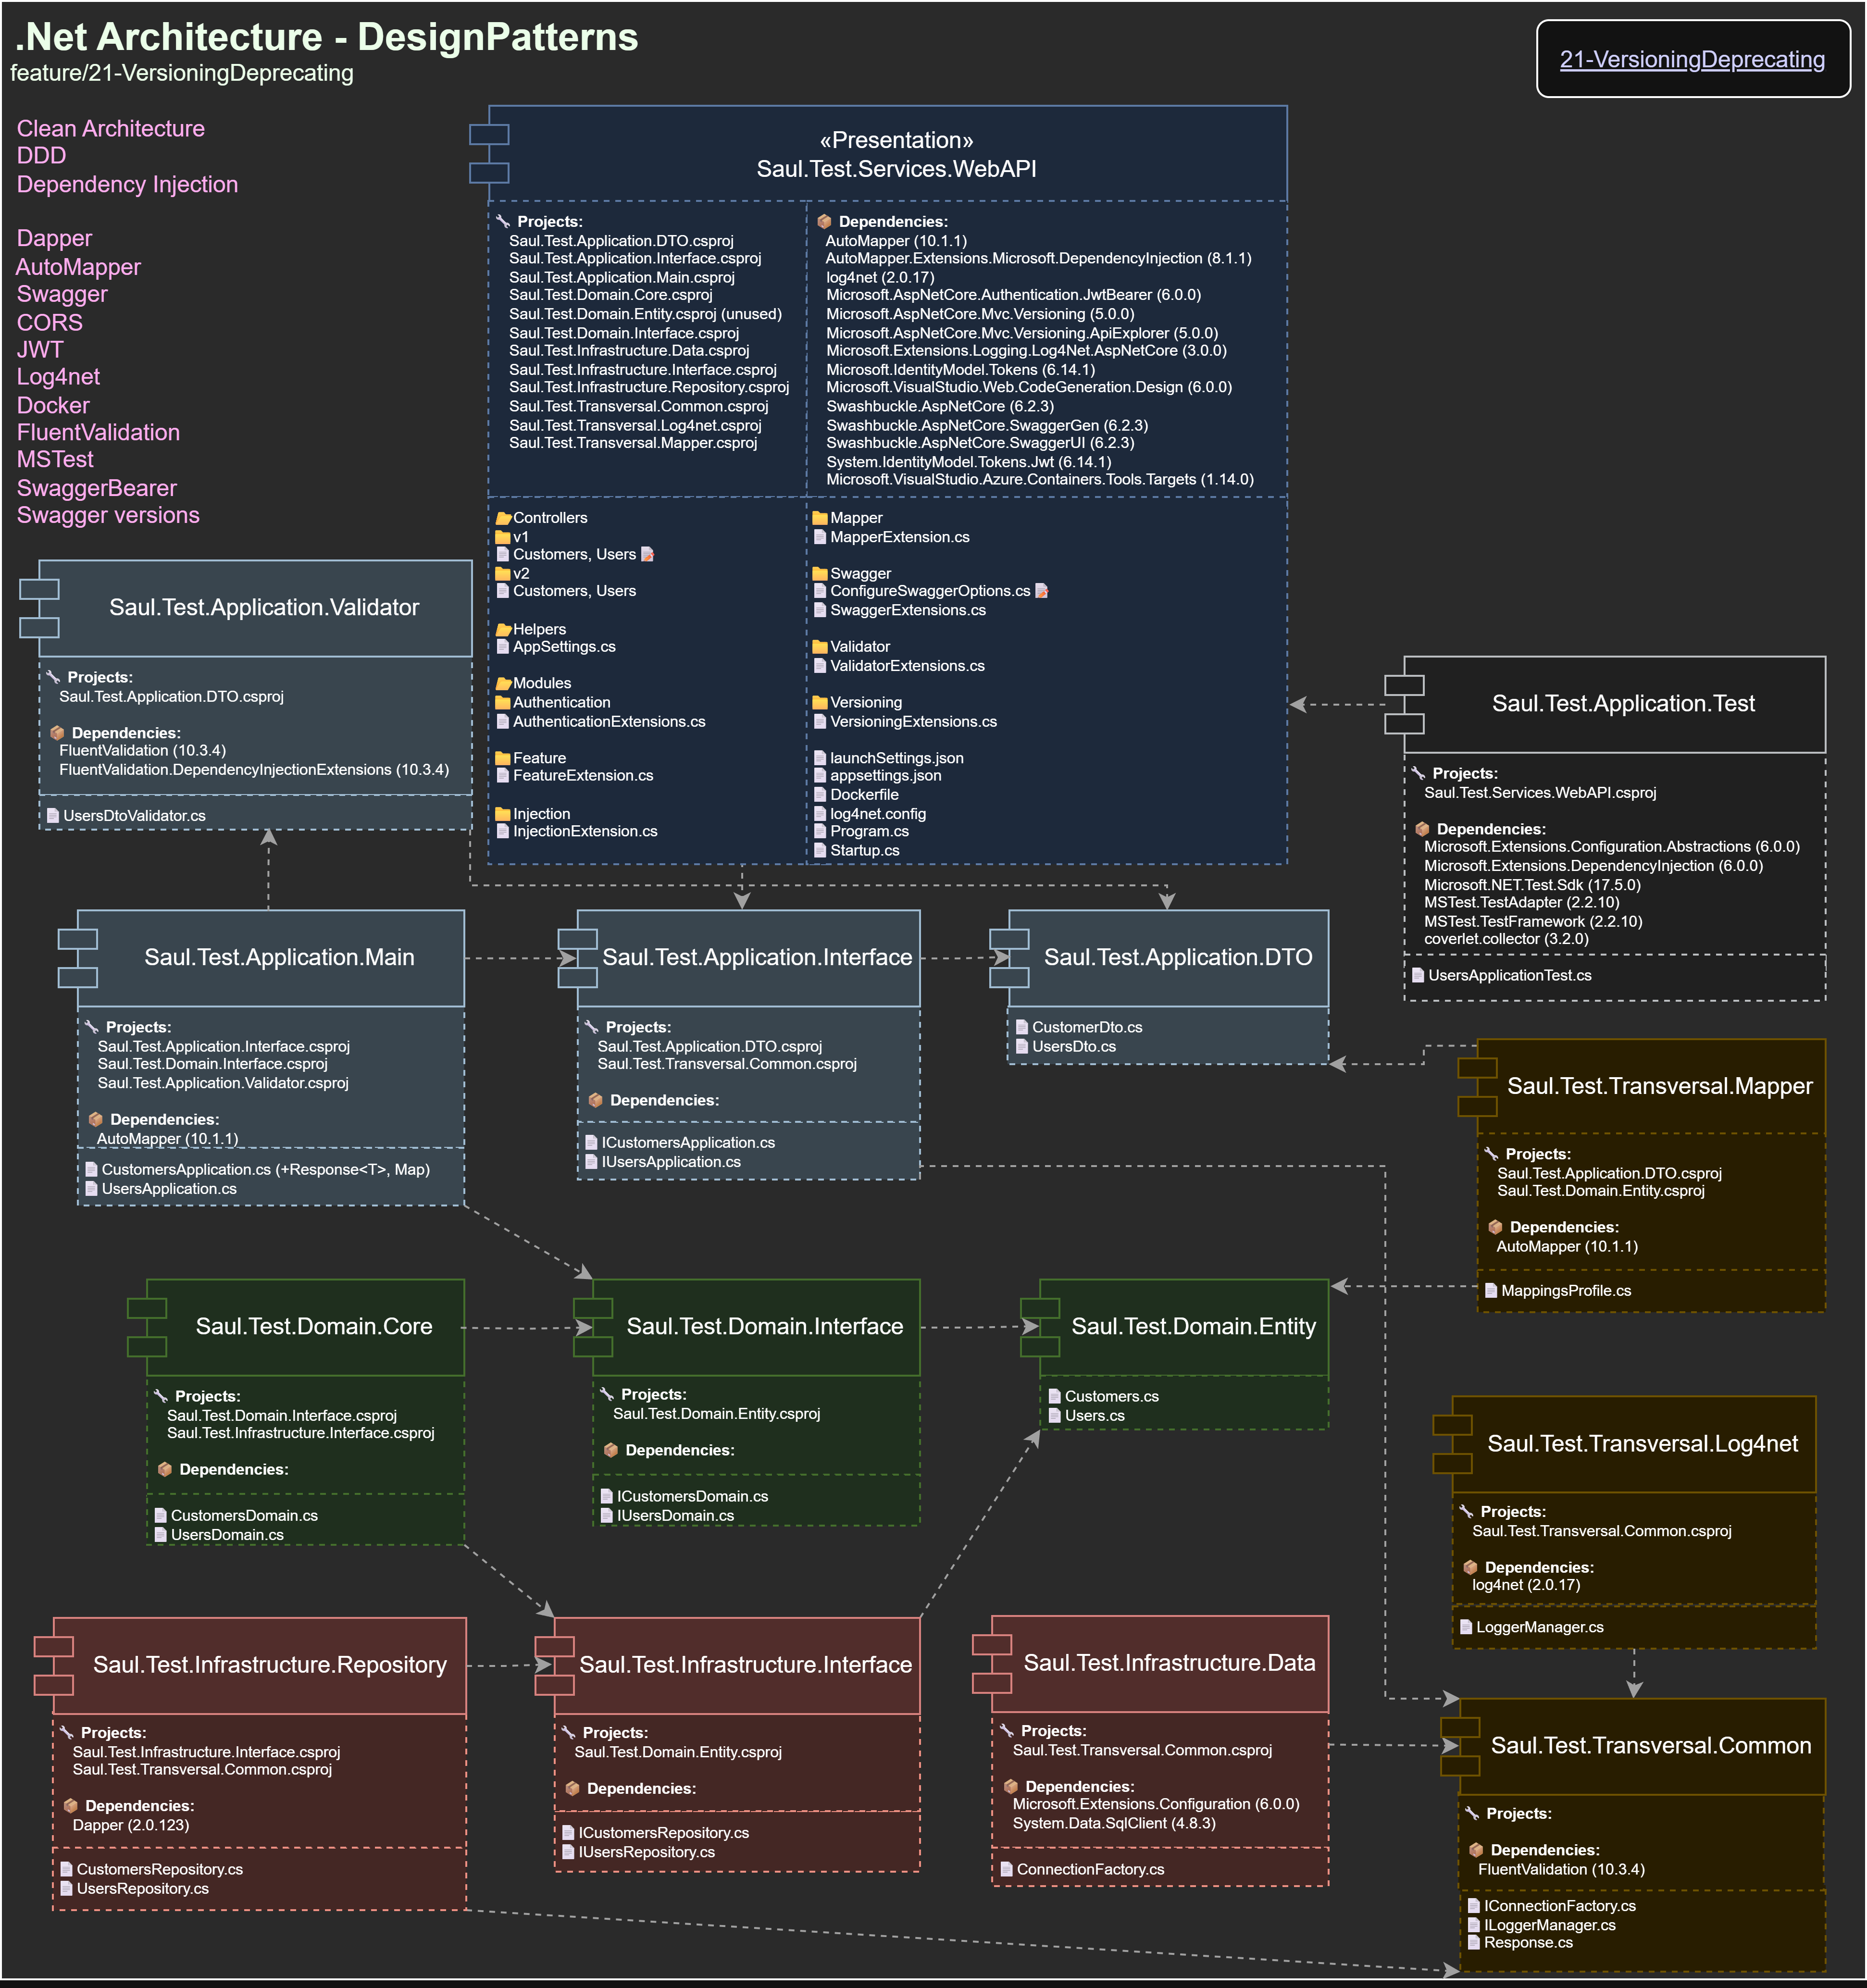 .Net Architecture - DesignPatterns
feature/21-VersioningDeprecating
21-VersioningDeprecating
Clean Architecture
DDD
Dependency Injection
Dapper
AutoMapper
Swagger
CORS
JWT
Log4net
Docker
FluentValidation
MSTest
SwaggerBearer
Swagger versions
«Presentation»
Saul.Test.Services.WebAPI
Projects:
Saul.Test.Application.DTO.csproj
Saul.Test.Application.Interface.csproj
Saul.Test.Application.Main.csproj
Saul.Test.Domain.Core.csproj
Saul.Test.Domain.Entity.csproj (unused)
Saul.Test.Domain.Interface.csproj
Saul.Test.Infrastructure.Data.csproj
Saul.Test.Infrastructure.Interface.csproj
Saul.Test.Infrastructure.Repository.csproj
Saul.Test.Transversal.Common.csproj
Saul.Test.Transversal.Log4net.csproj
Saul.Test.Transversal.Mapper.csproj
Dependencies:
AutoMapper (10.1.1)
AutoMapper.Extensions.Microsoft.DependencyInjection (8.1.1)
log4net (2.0.17)
Microsoft.AspNetCore.Authentication.JwtBearer (6.0.0)
Microsoft.AspNetCore.Mvc.Versioning (5.0.0)
Microsoft.AspNetCore.Mvc.Versioning.ApiExplorer (5.0.0)
Microsoft.Extensions.Logging.Log4Net.AspNetCore (3.0.0)
Microsoft.IdentityModel.Tokens (6.14.1)
Microsoft.VisualStudio.Web.CodeGeneration.Design (6.0.0)
Swashbuckle.AspNetCore (6.2.3)
Swashbuckle.AspNetCore.SwaggerGen (6.2.3)
Swashbuckle.AspNetCore.SwaggerUI (6.2.3)
System.IdentityModel.Tokens.Jwt (6.14.1)
Microsoft.VisualStudio.Azure.Containers.Tools.Targets (1.14.0)
Controllers
v1
Customers, Users
v2
Customers, Users
Helpers
AppSettings.cs
Modules
Authentication
AuthenticationExtensions.cs
Feature
FeatureExtension.cs
Injection
InjectionExtension.cs
Mapper
MapperExtension.cs
Swagger
ConfigureSwaggerOptions.cs
SwaggerExtensions.cs
Validator
ValidatorExtensions.cs
Versioning
VersioningExtensions.cs
launchSettings.json
appsettings.json
Dockerfile
log4net.config
Program.cs
Startup.cs
Saul.Test.Application.Validator
Projects:
Saul.Test.Application.DTO.csproj
Dependencies:
FluentValidation (10.3.4)
FluentValidation.DependencyInjectionExtensions (10.3.4)
UsersDtoValidator.cs
Saul.Test.Application.Test
Projects:
Saul.Test.Services.WebAPI.csproj
Dependencies:
Microsoft.Extensions.Configuration.Abstractions (6.0.0)
Microsoft.Extensions.DependencyInjection (6.0.0)
Microsoft.NET.Test.Sdk (17.5.0)
MSTest.TestAdapter (2.2.10)
MSTest.TestFramework (2.2.10)
coverlet.collector (3.2.0)
UsersApplicationTest.cs
Saul.Test.Application.Main
Projects:
Saul.Test.Application.Interface.csproj
Saul.Test.Domain.Interface.csproj
Saul.Test.Application.Validator.csproj
Dependencies:
AutoMapper (10.1.1)
CustomersApplication.cs (+Response<T>, Map)
UsersApplication.cs
Saul.Test.Application.Interface
Projects:
Saul.Test.Application.DTO.csproj
Saul.Test.Transversal.Common.csproj
Dependencies:
ICustomersApplication.cs
IUsersApplication.cs
Saul.Test.Application.DTO
CustomerDto.cs
UsersDto.cs
Saul.Test.Transversal.Mapper
Projects:
Saul.Test.Application.DTO.csproj
Saul.Test.Domain.Entity.csproj
Dependencies:
AutoMapper (10.1.1)
MappingsProfile.cs
Saul.Test.Domain.Core
Projects:
Saul.Test.Domain.Interface.csproj
Saul.Test.Infrastructure.Interface.csproj
Dependencies:
CustomersDomain.cs
UsersDomain.cs
Saul.Test.Domain.Interface
Projects:
Saul.Test.Domain.Entity.csproj
Dependencies:
ICustomersDomain.cs
IUsersDomain.cs
Saul.Test.Domain.Entity
Customers.cs
Users.cs
Saul.Test.Transversal.Log4net
Projects:
Saul.Test.Transversal.Common.csproj
Dependencies:
log4net (2.0.17)
LoggerManager.cs
Saul.Test.Infrastructure.Repository
Projects:
Saul.Test.Infrastructure.Interface.csproj
Saul.Test.Transversal.Common.csproj
Dependencies:
Dapper (2.0.123)
CustomersRepository.cs
UsersRepository.cs
Saul.Test.Infrastructure.Interface
Projects:
Saul.Test.Domain.Entity.csproj
Dependencies:
ICustomersRepository.cs
IUsersRepository.cs
Saul.Test.Infrastructure.Data
Projects:
Saul.Test.Transversal.Common.csproj
Dependencies:
Microsoft.Extensions.Configuration (6.0.0)
System.Data.SqlClient (4.8.3)
ConnectionFactory.cs
Saul.Test.Transversal.Common
Projects:
Dependencies:
FluentValidation (10.3.4)
IConnectionFactory.cs
ILoggerManager.cs
Response.cs